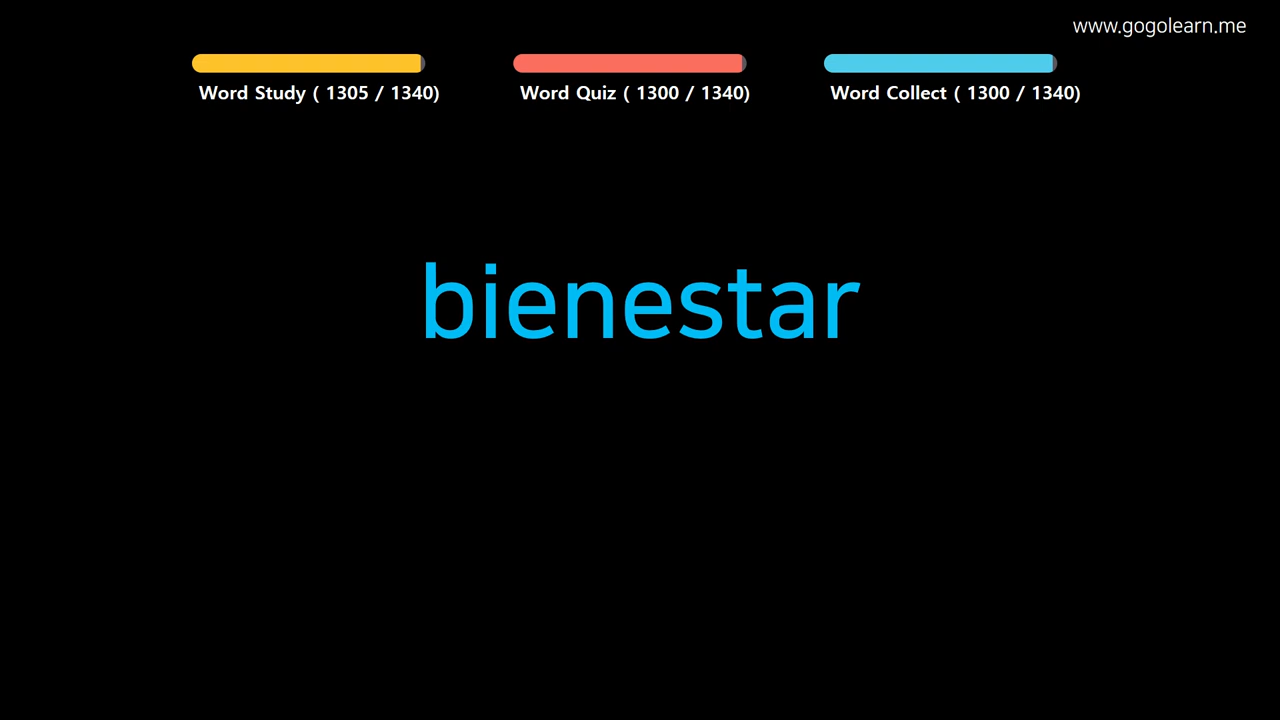 www.gogolearn.me
Word Study ( 1305 / 1340)
Word Quiz ( 1300 / 1340)
Word Collect ( 1300 / 1340)
bienestar